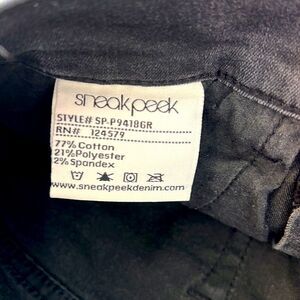 sneakpeek
STYLE# SP-P9418GR
RN# 124579
77% Cotton
21% Polyester
2% Spandex
www.sneakpeekdenim.com